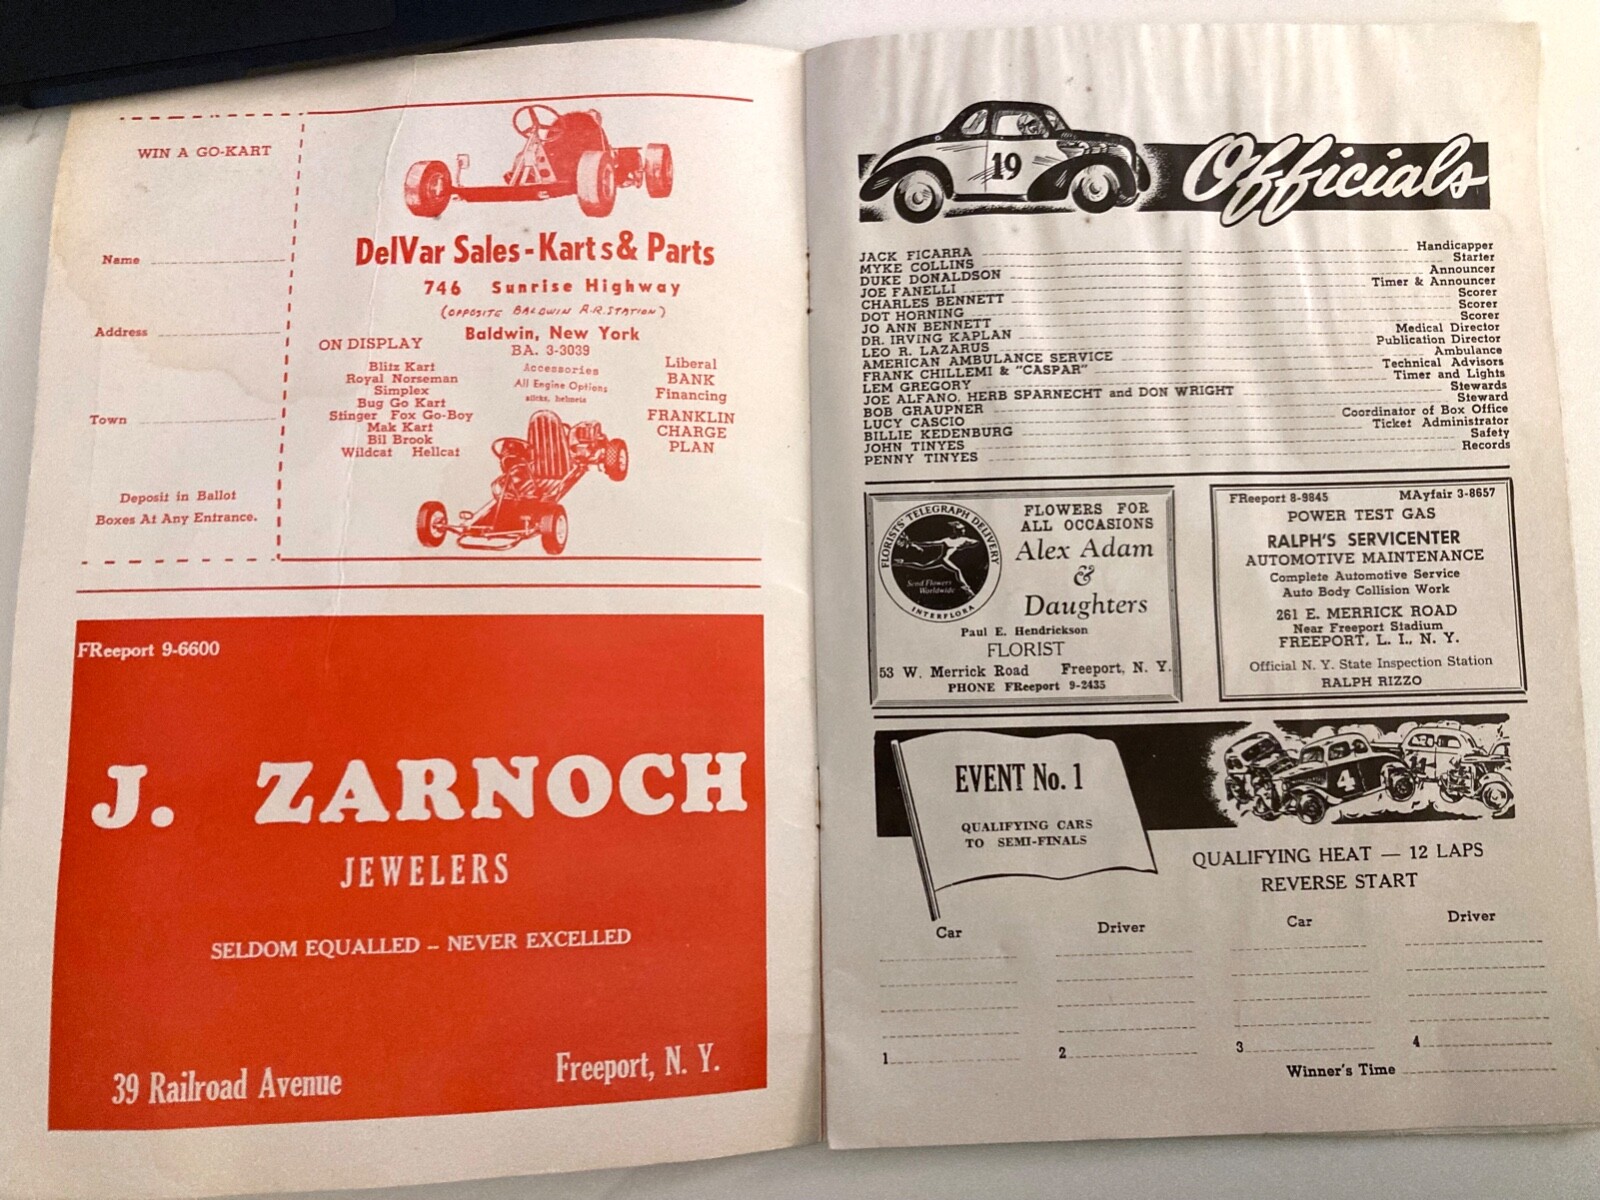 WIN A GO-KART
Name
Address
Town
Deposit in Ballot
Boxes At Any Entrance.
DelVar Sales - Karts & Parts
746 Sunrise Highway
(OPPOSITE BALDWIN R.R. STATION)
Baldwin, New York
BA. 3-3039
ON DISPLAY
Blitz Kart
Royal Norseman
Simplex
Bug Go Kart
Stinger Fox Go-Boy
Mak Kart
Bil Brook
Wildcat Hellcat
Accessories
All Engine Options
slicks, helmets
Liberal
BANK
Financing
FRANKLIN
CHARGE
PLAN
FReeport 9-6600
J. ZARNOCH
JEWELERS
SELDOM EQUALLED – NEVER EXCELLED
39 Railroad Avenue
Freeport, N. Y.
19
Officials
JACK FICARRA Handicapper
MYKE COLLINS Starter
DUKE DONALDSON Announcer
JOE FANELLI Timer & Announcer
CHARLES BENNETT Scorer
DOT HORNING Scorer
JO ANN BENNETT Scorer
DR. IRVING KAPLAN Medical Director
LEO R. LAZARUS Publication Director
AMERICAN AMBULANCE SERVICE Ambulance
FRANK CHILLEMI & "CASPAR" Technical Advisors
LEM GREGORY Timer and Lights
JOE ALFANO, HERB SPARNECHT and DON WRIGHT Stewards
BOB GRAUPNER Steward
LUCY CASCIO Coordinator of Box Office
BILLIE KEDENBURG Ticket Administrator
JOHN TINYES Safety
PENNY TINYES Records
FLORISTS' TELEGRAPH DELIVERY
Send Flowers
Worldwide
INTERFLORA
FLOWERS FOR
ALL OCCASIONS
Alex Adam
&
Daughters
Paul E. Hendrickson
FLORIST
53 W. Merrick Road Freeport, N. Y.
PHONE FReeport 9-2435
FReeport 8-9845 MAyfair 3-8657
POWER TEST GAS
RALPH'S SERVICENTER
AUTOMOTIVE MAINTENANCE
Complete Automotive Service
Auto Body Collision Work
261 E. MERRICK ROAD
Near Freeport Stadium
FREEPORT, L. I., N. Y.
Official N. Y. State Inspection Station
RALPH RIZZO
EVENT No. 1
QUALIFYING CARS
TO SEMI-FINALS
4
11
QUALIFYING HEAT — 12 LAPS
REVERSE START
Car Driver Car Driver
1 2 3 4
Winner's Time